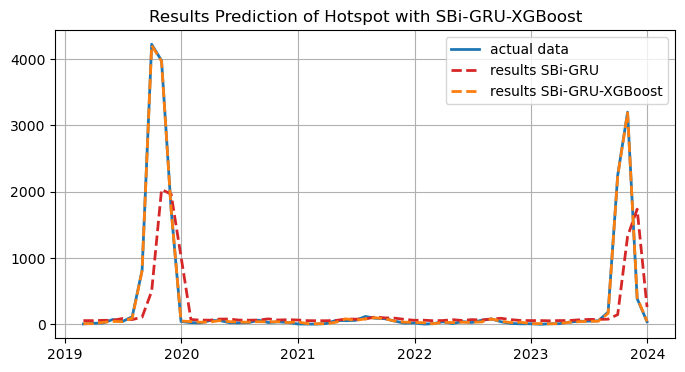 Results Prediction of Hotspot with SBi-GRU-XGBoost
actual data
results SBi-GRU
results SBi-GRU-XGBoost
4000
3000
2000
1000
0
2019 2020 2021 2022 2023 2024